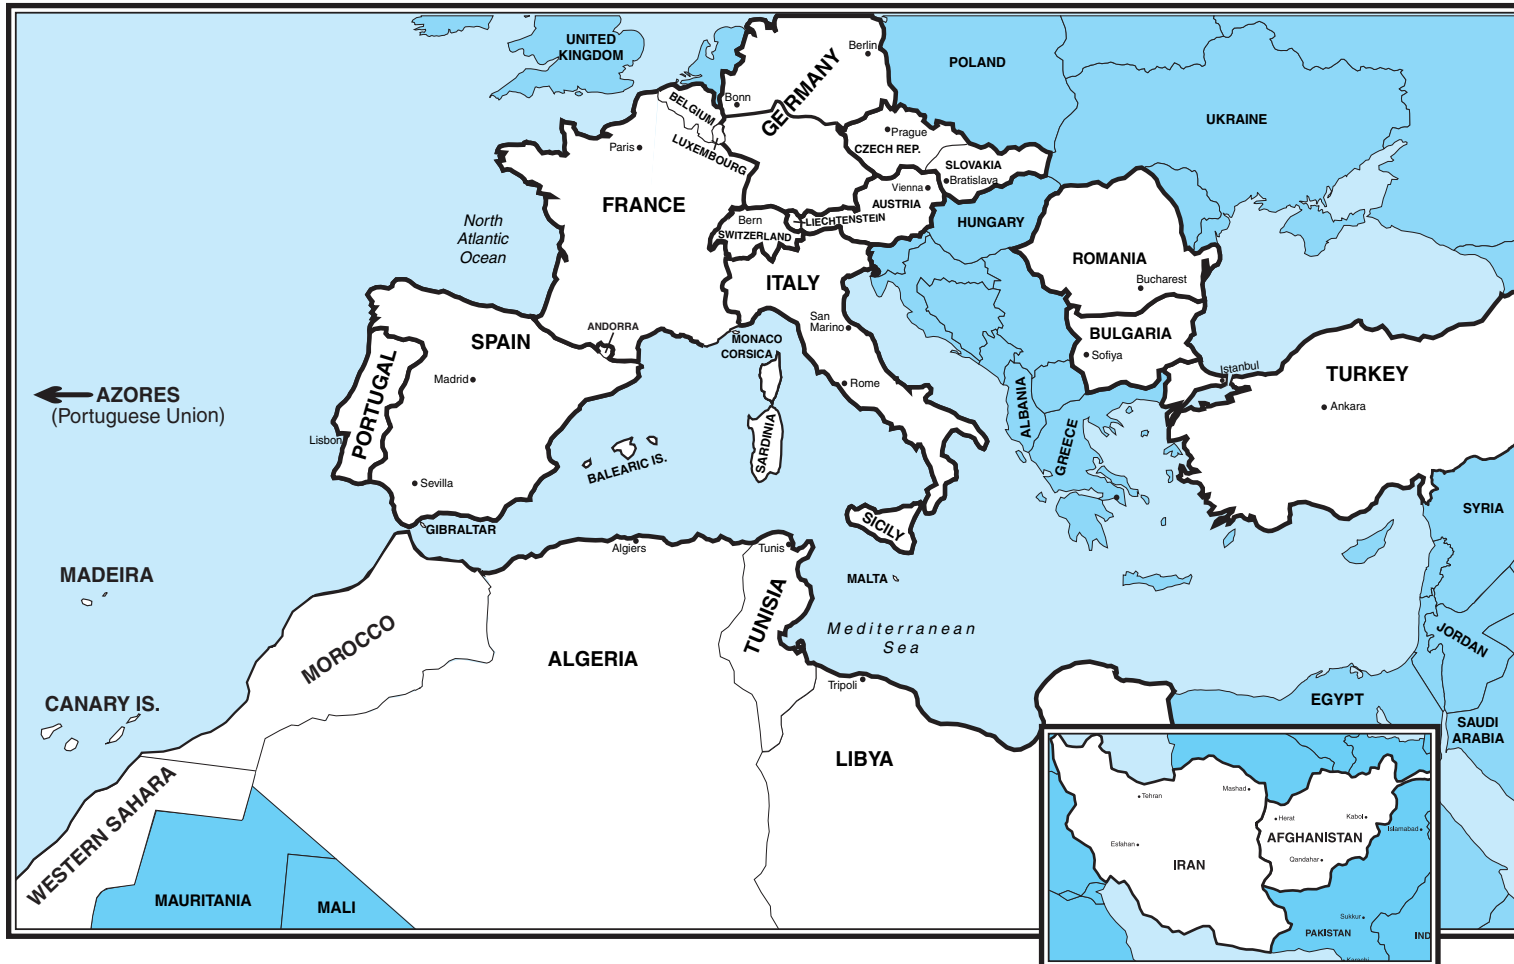 UNITED
KINGDOM
Berlin
POLAND
GERMANY
Bonn
BELGIUM
UKRAINE
Prague
CZECH REP.
Paris
LUXEMBOURG
SLOVAKIA
Bratislava
Vienna
AUSTRIA
FRANCE
LIECHTENSTEIN
Bern
SWITZERLAND
HUNGARY
North
Atlantic
Ocean
ROMANIA
Bucharest
ITALY
San
Marino
ANDORRA
MONACO
CORSICA
BULGARIA
Sofiya
SPAIN
Madrid
PORTUGAL
Rome
Istanbul
TURKEY
Ankara
AZORES
(Portuguese Union)
Lisbon
ALBANIA
GREECE
SARDINIA
BALEARIC IS.
Sevilla
SYRIA
GIBRALTAR
SICILY
Algiers
Tunis
MADEIRA
MALTA
TUNISIA
Mediterranean
Sea
MOROCCO
JORDAN
ALGERIA
Tripoli
CANARY IS.
EGYPT
SAUDI
ARABIA
LIBYA
WESTERN SAHARA
MAURITANIA
MALI
Tehran
Mashad
Herat
Kabol
Islamabad
AFGHANISTAN
Esfahan
Qandahar
IRAN
Sukkur
PAKISTAN
IND
Karachi